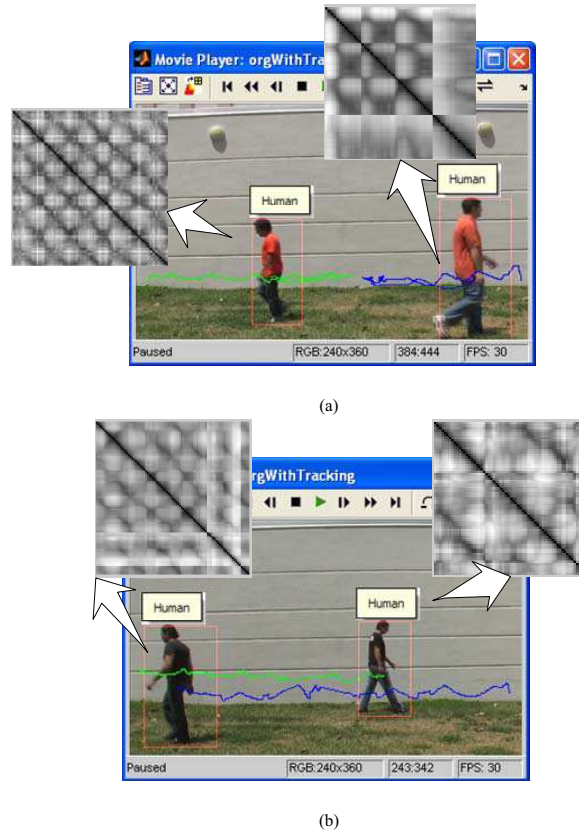 Movie Player: orgWithTra
Human
Human
Paused
RGB:240x360
384:444
FPS: 30
(a)
rgWithTracking
Human
Human
Paused
RGB:240x360
243:342
FPS: 30
(b)